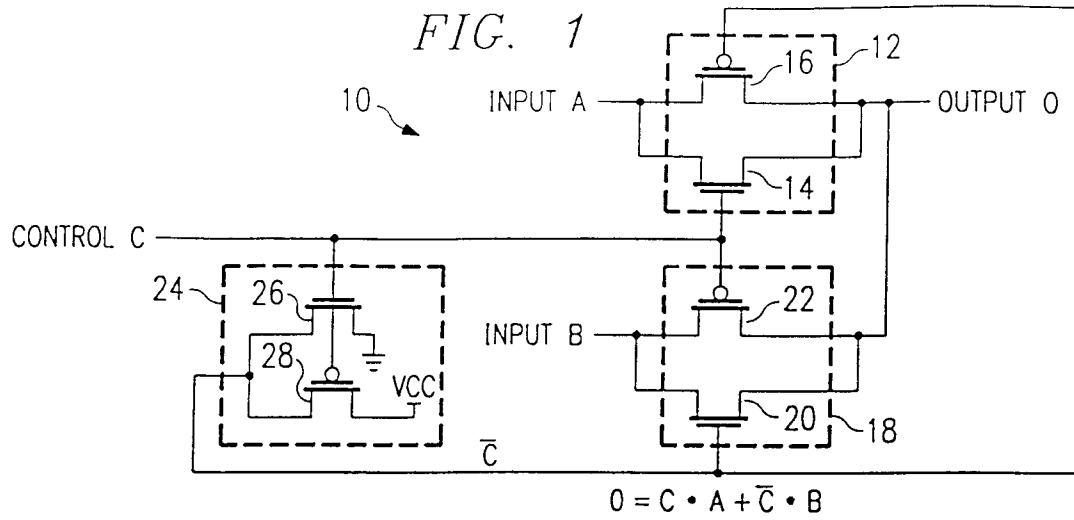 FIG. 1
12
16
INPUT A
OUTPUT O
10
14
CONTROL C
24
26
22
INPUT B
28
VCC
20
18
C̅
O = C • A + C̅ • B